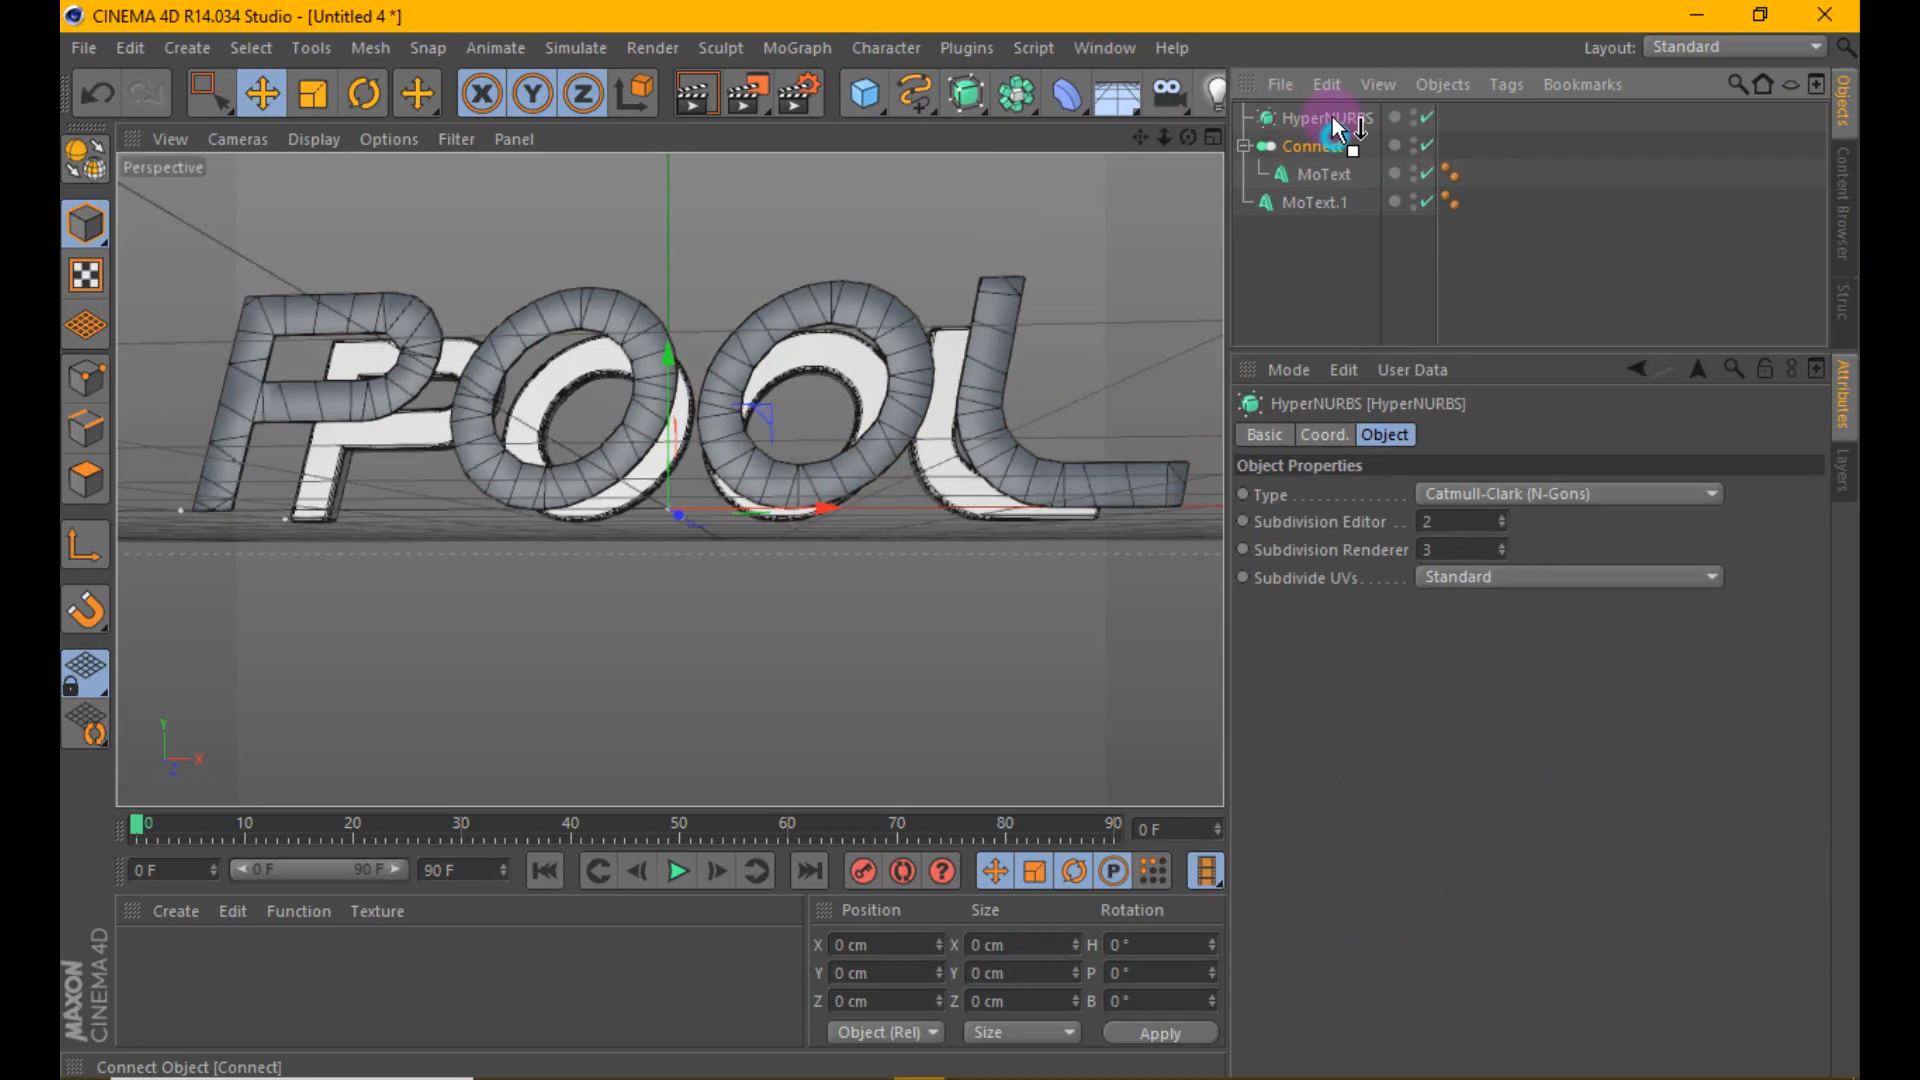 CINEMA 4D R14.034 Studio - [Untitled 4 *]
File Edit Create Select Tools Mesh Snap Animate Simulate Render Sculpt MoGraph Character Plugins Script Window Help Layout: Standard
File Edit View Objects Tags Bookmarks
View Cameras Display Options Filter Panel
Perspective
HyperNURBS
Connect
MoText
MoText.1
Objects
Content Browser
Struc
POOL
Mode Edit User Data
HyperNURBS [HyperNURBS]
Basic Coord. Object
Object Properties
Type Catmull-Clark (N-Gons)
Subdivision Editor 2
Subdivision Renderer 3
Subdivide UVs Standard
Attributes
Layers
Y
X
Z
0 10 20 30 40 50 60 70 80 90 0 F
0 F 0 F 90 F 90 F
Create Edit Function Texture
Position Size Rotation
X 0 cm X 0 cm H 0 °
Y 0 cm Y 0 cm P 0 °
Z 0 cm Z 0 cm B 0 °
Object (Rel) Size Apply
MAXON
CINEMA 4D
Connect Object [Connect]